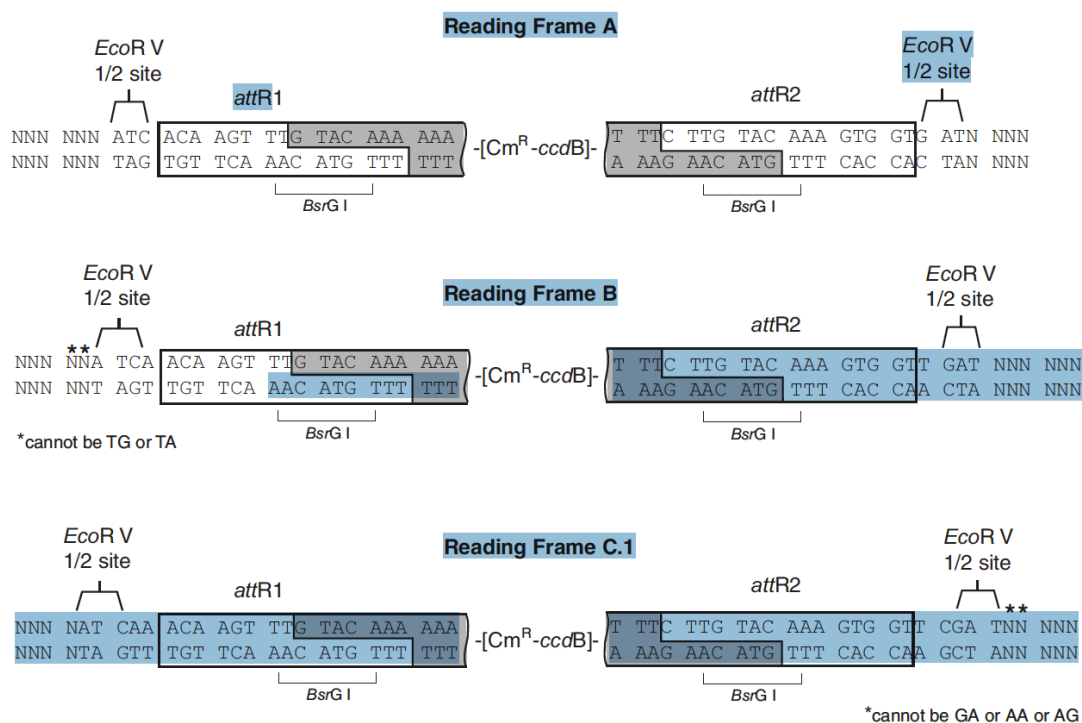 Reading Frame A
EcoR V
1/2 site
EcoR V
1/2 site
attR1
attR2
NNN NNN ATC ACA AGT TTG TAC AAA AAA -[CmR-ccdB]- T TTC TTG TAC AAA GTG GTG ATN NNN
NNN NNN TAG TGT TCA AAC ATG TTT TTT A AAG AAC ATG TTT CAC CAC TAN NNN
BsrG I
BsrG I
Reading Frame B
EcoR V
1/2 site
EcoR V
1/2 site
attR1
attR2
**
NNN NNA TCA ACA AGT TTG TAC AAA AAA -[CmR-ccdB]- T TTC TTG TAC AAA GTG GTT GAT NNN NNN
NNN NNT AGT TGT TCA AAC ATG TTT TTT A AAG AAC ATG TTT CAC CAA CTA NNN NNN
BsrG I
BsrG I
*cannot be TG or TA
Reading Frame C.1
EcoR V
1/2 site
EcoR V
1/2 site
attR1
attR2
**
NNN NAT CAA ACA AGT TTG TAC AAA AAA -[CmR-ccdB]- T TTC TTG TAC AAA GTG GTT CGA TNN NNN
NNN NTA GTT TGT TCA AAC ATG TTT TTT A AAG AAC ATG TTT CAC CAA GCT ANN NNN
BsrG I
BsrG I
*cannot be GA or AA or AG